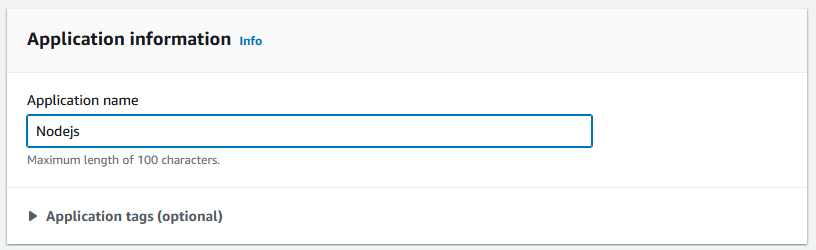 Application information Info
Application name
Nodejs
Maximum length of 100 characters.
Application tags (optional)